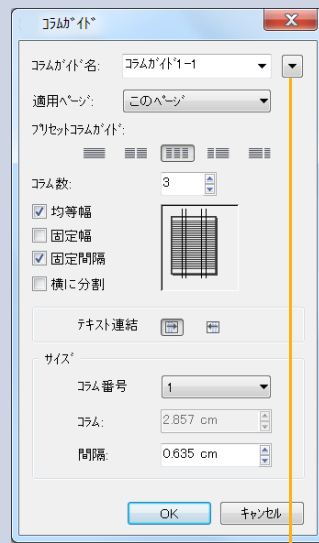 コラムガイド
コラムガイド名: コラムガイド1-1
適用ページ: このページ
プリセットコラムガイド:
コラム数: 3
均等幅
固定幅
固定間隔
横に分割
テキスト連結
サイズ
コラム番号 1
コラム: 2.857 cm
間隔: 0.635 cm
OK キャンセル